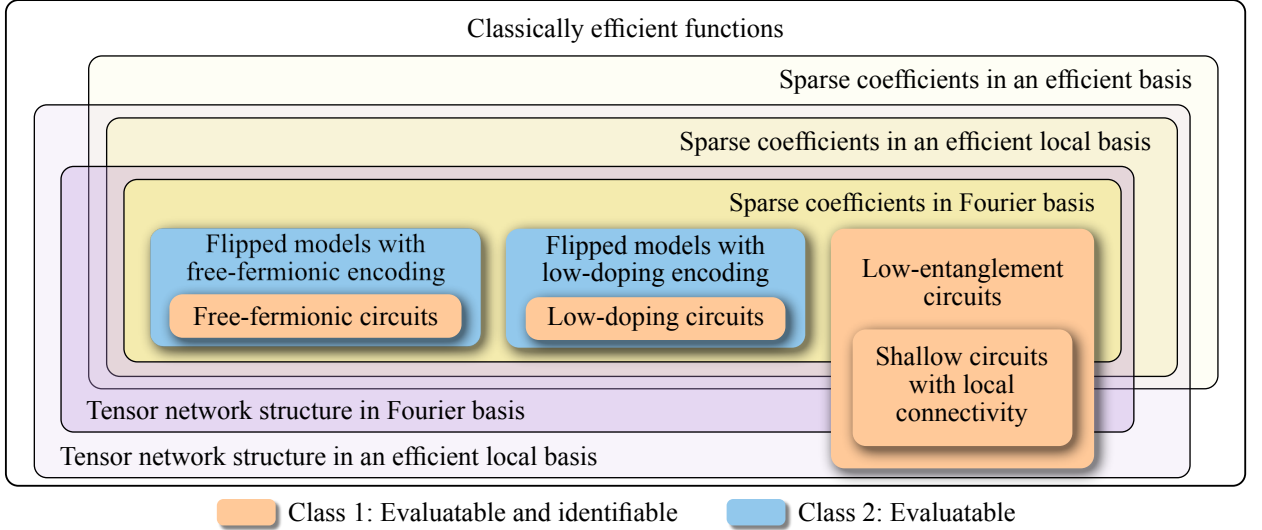 Classically efficient functions
Sparse coefficients in an efficient basis
Sparse coefficients in an efficient local basis
Sparse coefficients in Fourier basis
Flipped models with
free-fermionic encoding
Free-fermionic circuits
Flipped models with
low-doping encoding
Low-doping circuits
Low-entanglement
circuits
Shallow circuits
with local
connectivity
Tensor network structure in Fourier basis
Tensor network structure in an efficient local basis
Class 1: Evaluatable and identifiable
Class 2: Evaluatable